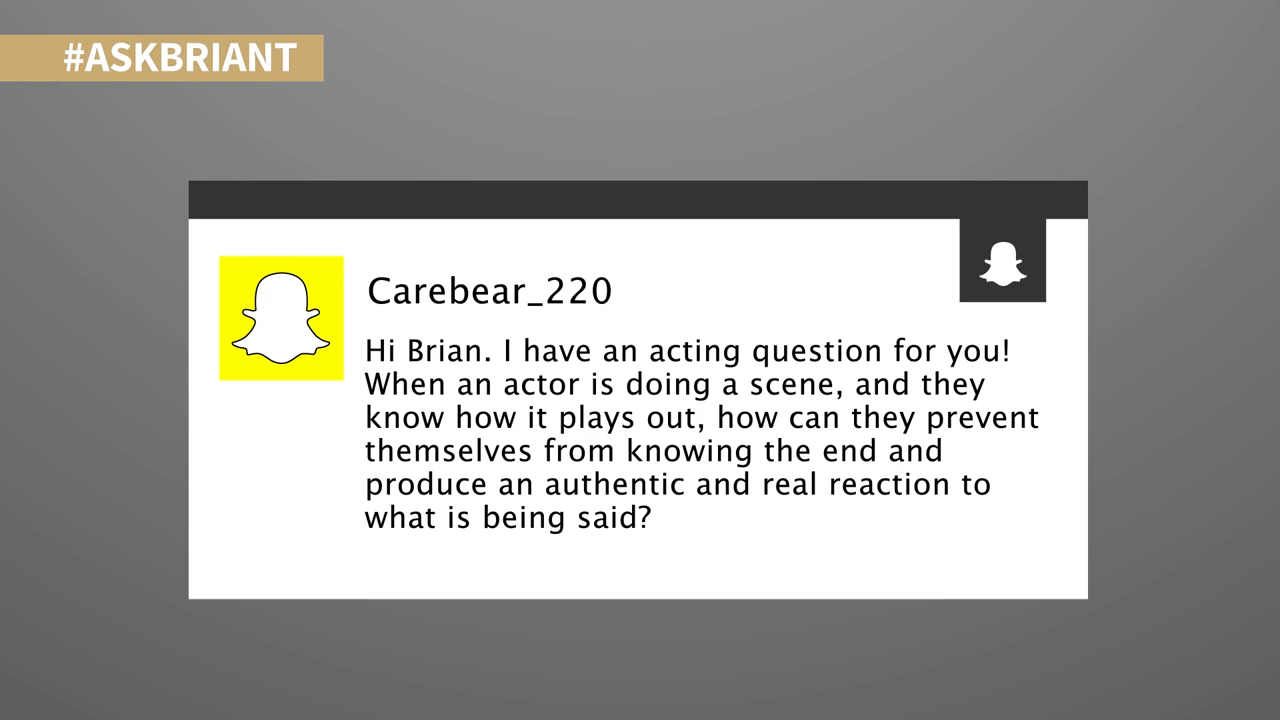 #ASKBRIANT
Carebear_220
Hi Brian. I have an acting question for you!
When an actor is doing a scene, and they
know how it plays out, how can they prevent
themselves from knowing the end and
produce an authentic and real reaction to
what is being said?